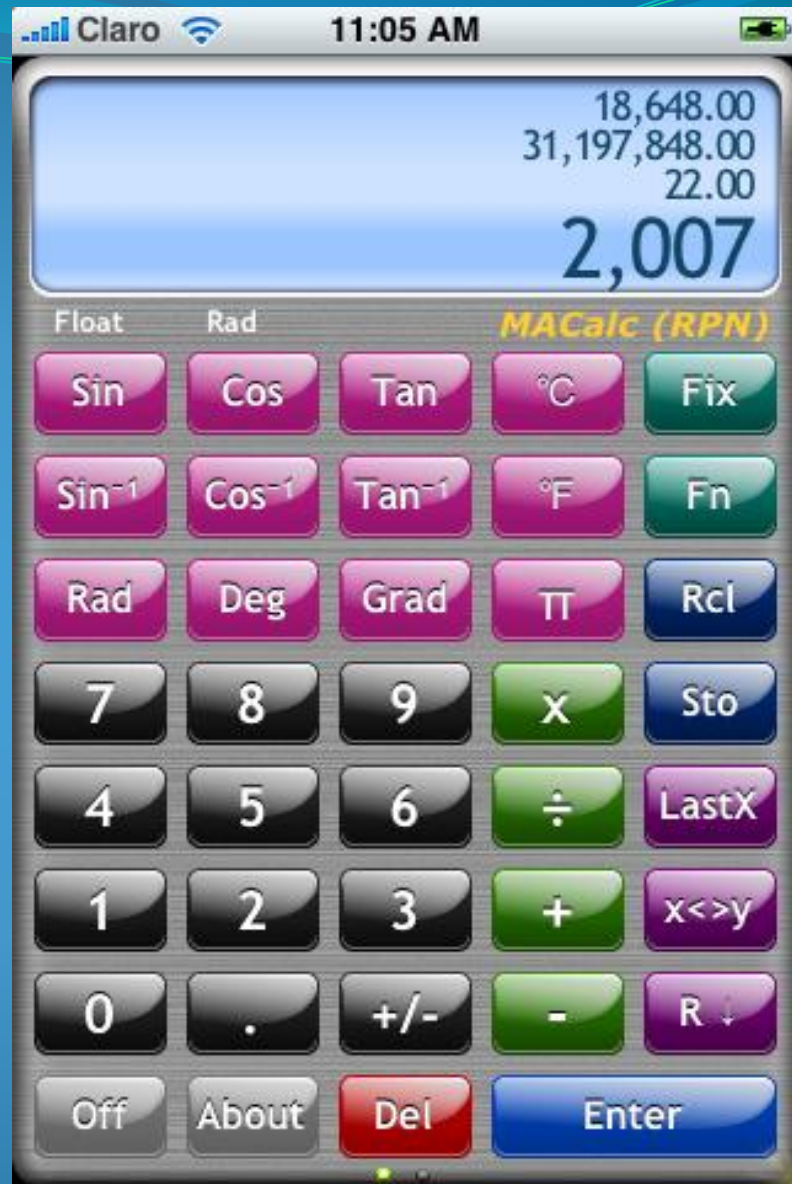 Claro 11:05 AM
18,648.00
31,197,848.00
22.00
2,007
Float Rad MACalc (RPN)
Sin Cos Tan °C Fix
Sin⁻¹ Cos⁻¹ Tan⁻¹ °F Fn
Rad Deg Grad π Rcl
7 8 9 x Sto
4 5 6 ÷ LastX
1 2 3 + x<>y
0 . +/- - R ↓
Off About Del Enter